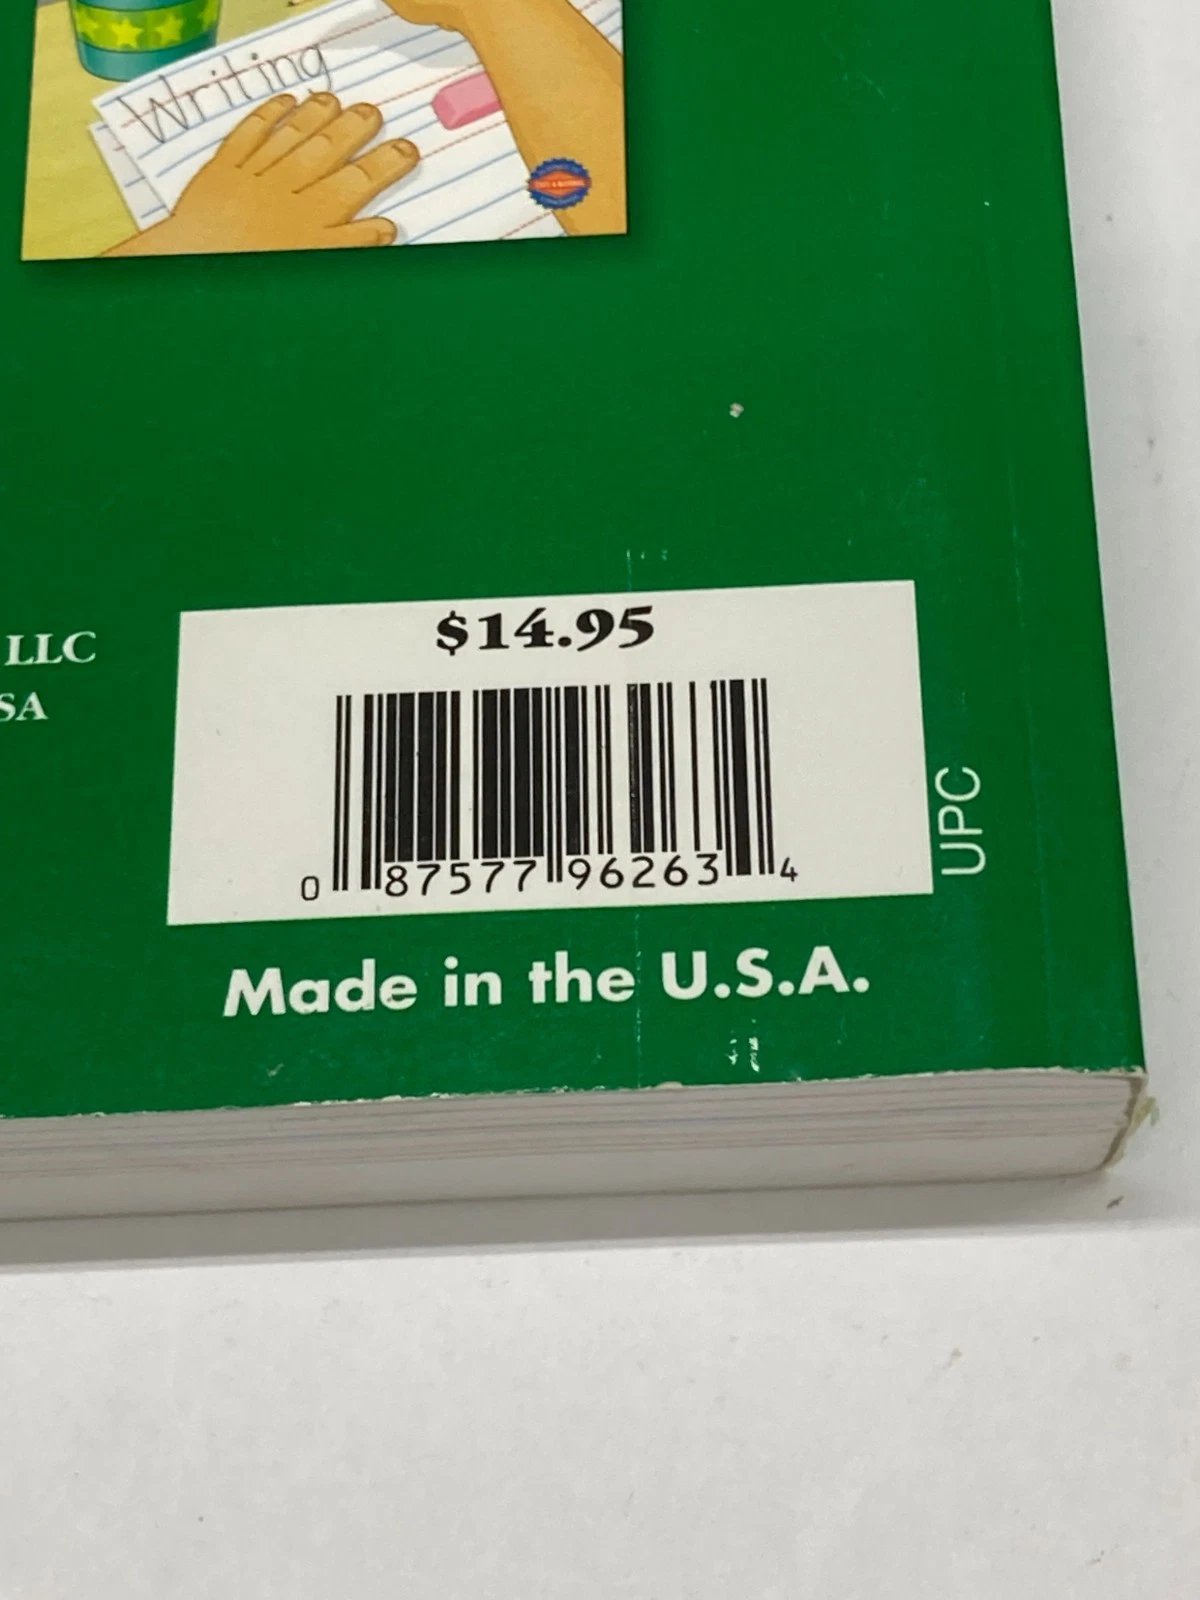 Writing
LLC
SA
$14.95
0 87577 96263 4
UPC
Made in the U.S.A.